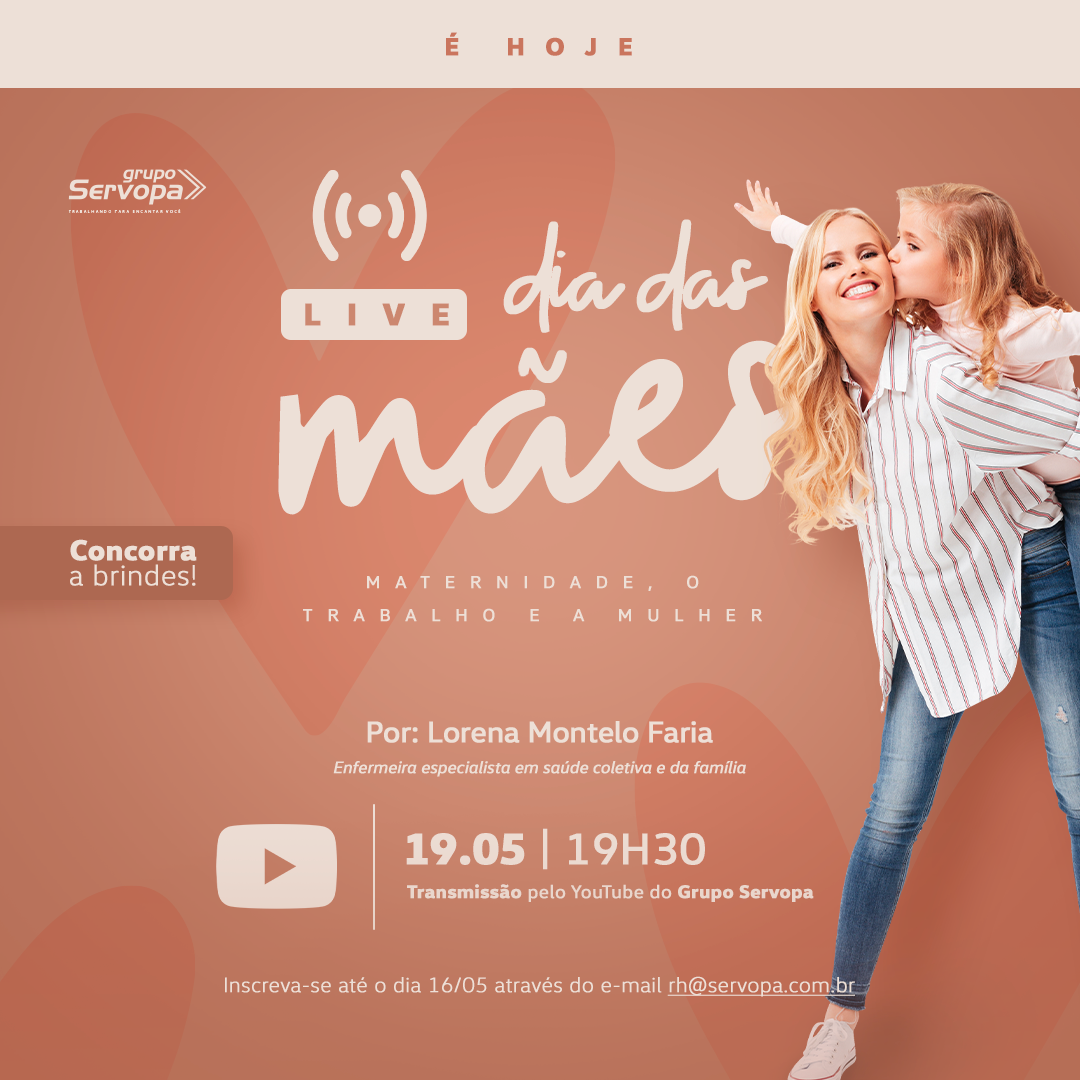 É HOJE
grupo
Servopa
TRABALHANDO PARA ENCANTAR VOCÊ
LIVE
dia das
mães
Concorra
a brindes!
MATERNIDADE, O
TRABALHO E A MULHER
Por: Lorena Montelo Faria
Enfermeira especialista em saúde coletiva e da família
19.05 | 19H30
Transmissão pelo YouTube do Grupo Servopa
Inscreva-se até o dia 16/05 através do e-mail rh@servopa.com.br